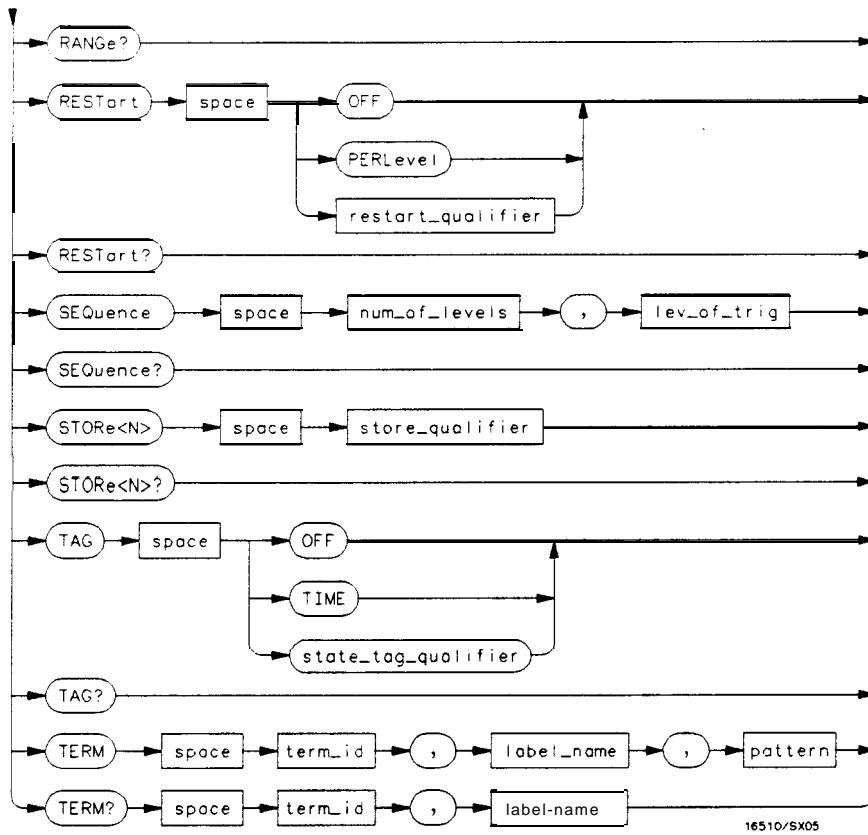 RANGe?
RESTart space OFF
PERLevel
restart_qualifier
RESTart?
SEQuence space num_of_levels , lev_of_trig
SEQuence?
STORe<N> space store_qualifier
STORe<N>?
TAG space OFF
TIME
state_tag_qualifier
TAG?
TERM space term_id , label_name , pattern
TERM? space term_id , label-name
16510/SX05